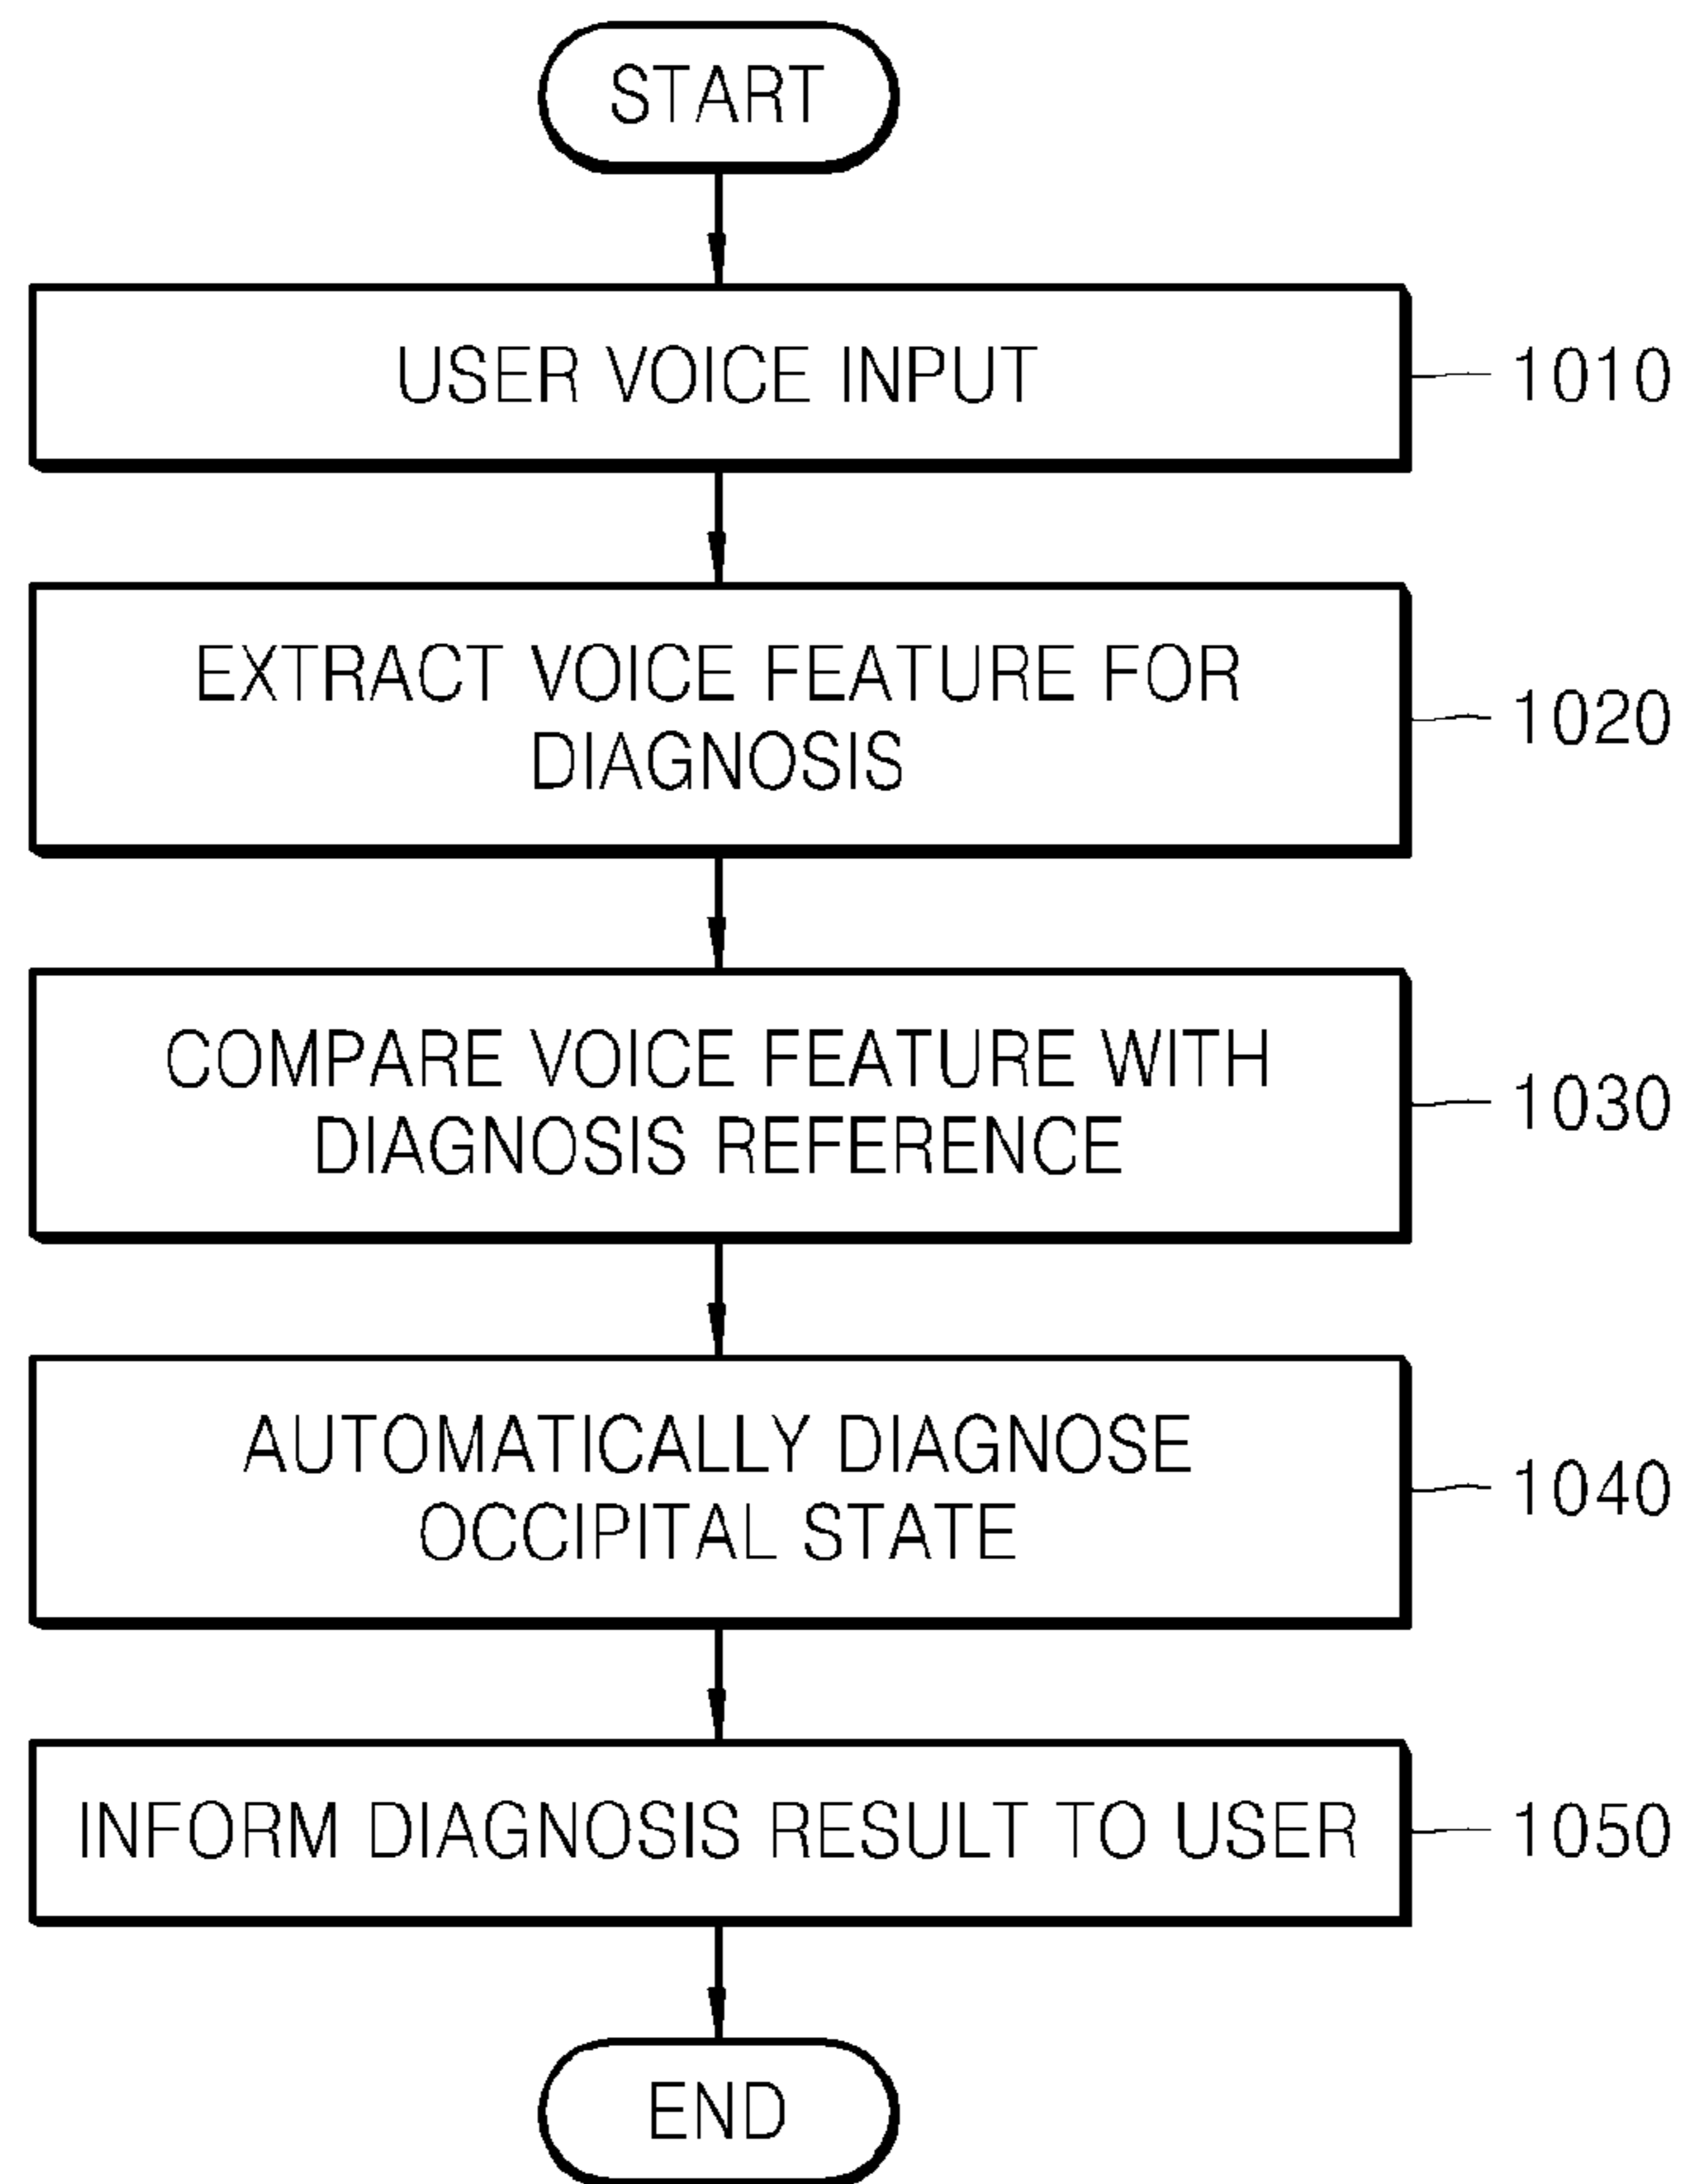 START
USER VOICE INPUT
1010
EXTRACT VOICE FEATURE FOR
DIAGNOSIS
1020
COMPARE VOICE FEATURE WITH
DIAGNOSIS REFERENCE
1030
AUTOMATICALLY DIAGNOSE
OCCIPITAL STATE
1040
INFORM DIAGNOSIS RESULT TO USER
1050
END